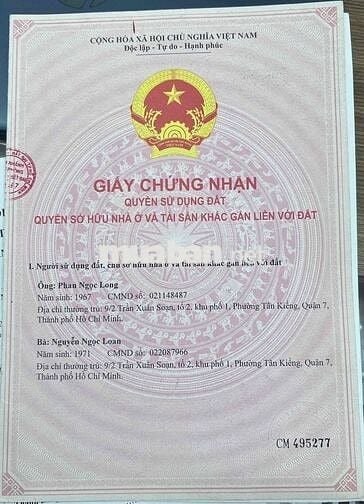 CỘNG HÒA XÃ HỘI CHỦ NGHĨA VIỆT NAM
Độc lập - Tự do - Hạnh phúc
GIẤY CHỨNG NHẬN
QUYỀN SỬ DỤNG ĐẤT
QUYỀN SỞ HỮU NHÀ Ở VÀ TÀI SẢN KHÁC GẮN LIỀN VỚI ĐẤT
I. Người sử dụng đất, chủ sở hữu nhà ở và tài sản khác gắn liền với đất
Ông: Phan Ngọc Long
Năm sinh: 1967 CMND số: 021148487
Địa chỉ thường trú: 9/2 Trần Xuân Soạn, tổ 2, khu phố 1, Phường Tân Kiểng, Quận 7,
Thành phố Hồ Chí Minh.
Bà: Nguyễn Ngọc Loan
Năm sinh: 1971 CMND số: 022087966
Địa chỉ thường trú: 9/2 Trần Xuân Soạn, tổ 2, khu phố 1, Phường Tân Kiểng, Quận 7,
Thành phố Hồ Chí Minh.
CM 495277